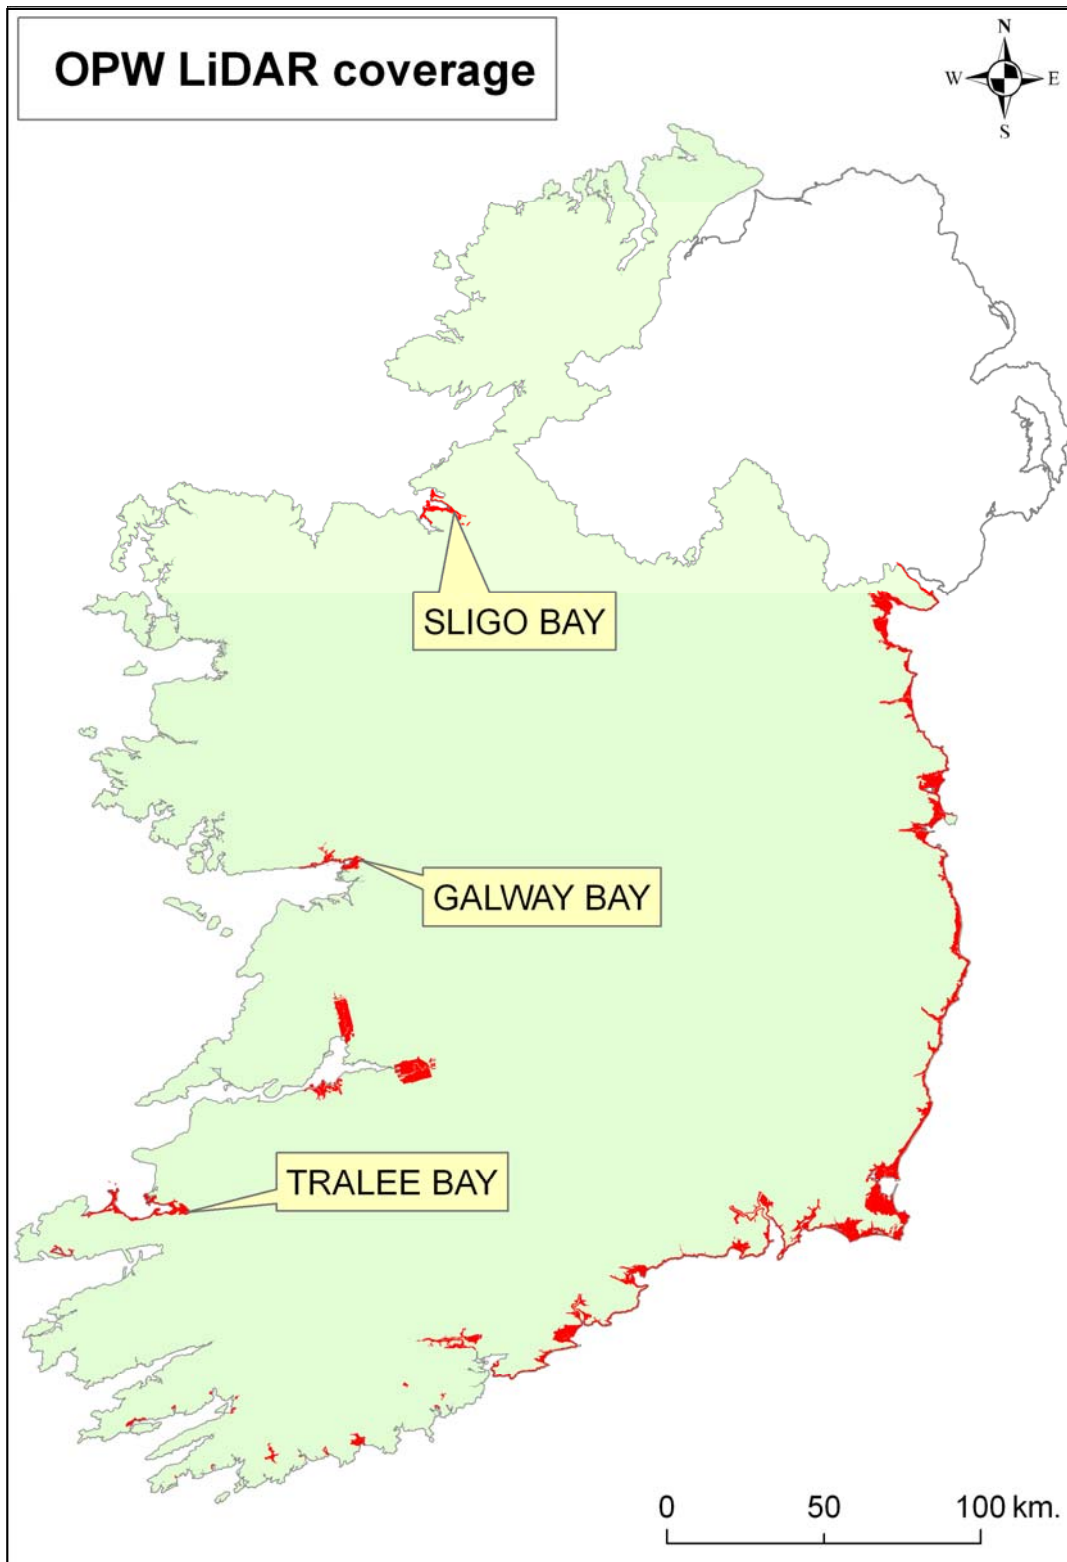 OPW LiDAR coverage
N
W E
S
SLIGO BAY
GALWAY BAY
TRALEE BAY
0 50 100 km.